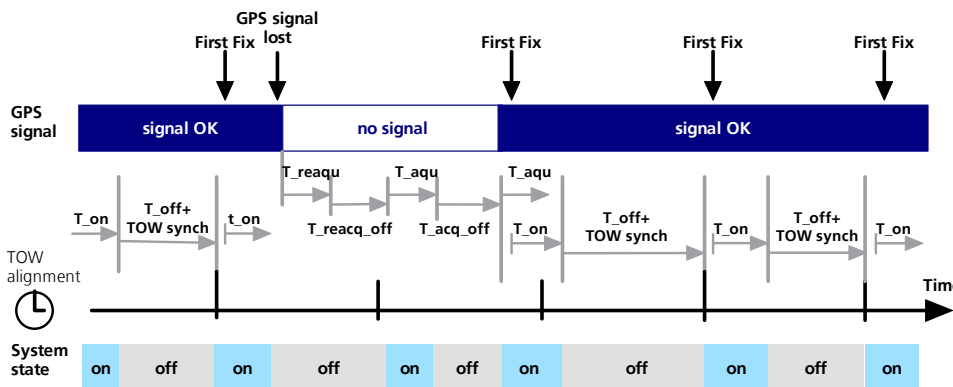 GPS signal
lost
First Fix
First Fix
First Fix
First Fix
GPS
signal
signal OK
no signal
signal OK
T_reaqu
T_aqu
T_aqu
T_on
T_off+
TOW synch
t_on
T_reacq_off
T_acq_off
T_on
T_off+
TOW synch
T_on
T_off+
TOW synch
T_on
TOW
alignment
Time
System
state
on
off
on
off
on
off
on
off
on
off
on